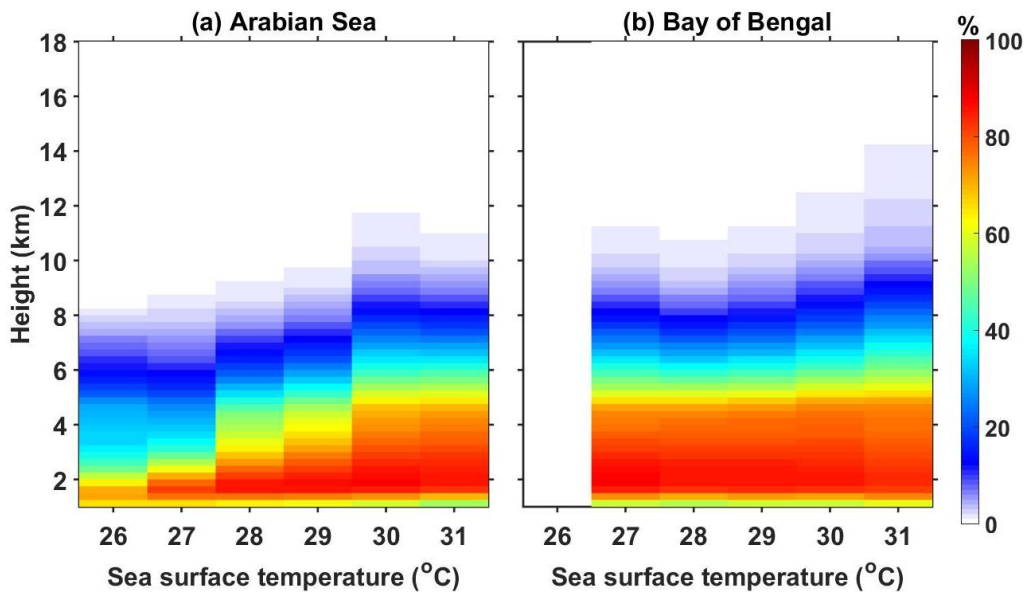 (a) Arabian Sea
(b) Bay of Bengal
%
18
16
14
12
10
8
6
4
2
Height (km)
100
80
60
40
20
0
26 27 28 29 30 31
26 27 28 29 30 31
Sea surface temperature (°C)
Sea surface temperature (°C)